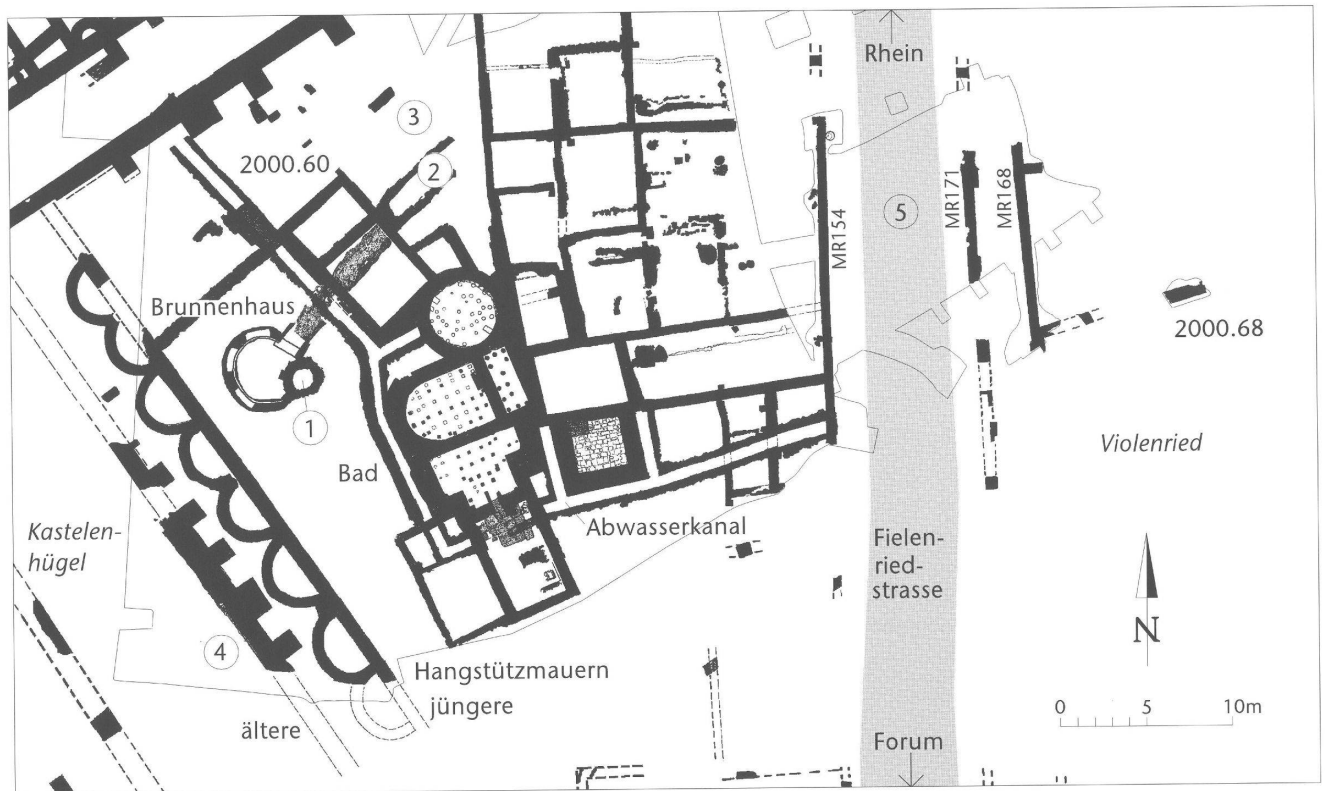 Rhein
3
2000.60
2
MR154
5
MR171
MR168
Brunnenhaus
2000.68
1
Bad
Violenried
Kastelen-
hügel
Abwasserkanal
Fielen-
ried-
strasse
N
4
Hangstützmauern
jüngere
ältere
0 5 10m
Forum